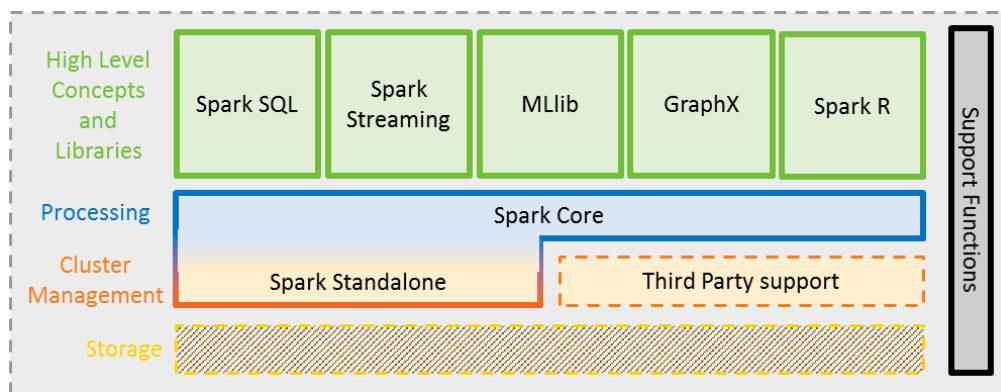 High Level
Concepts
and
Libraries
Spark SQL
Spark
Streaming
MLlib
GraphX
Spark R
Processing
Spark Core
Cluster
Management
Spark Standalone
Third Party support
Storage
Support Functions